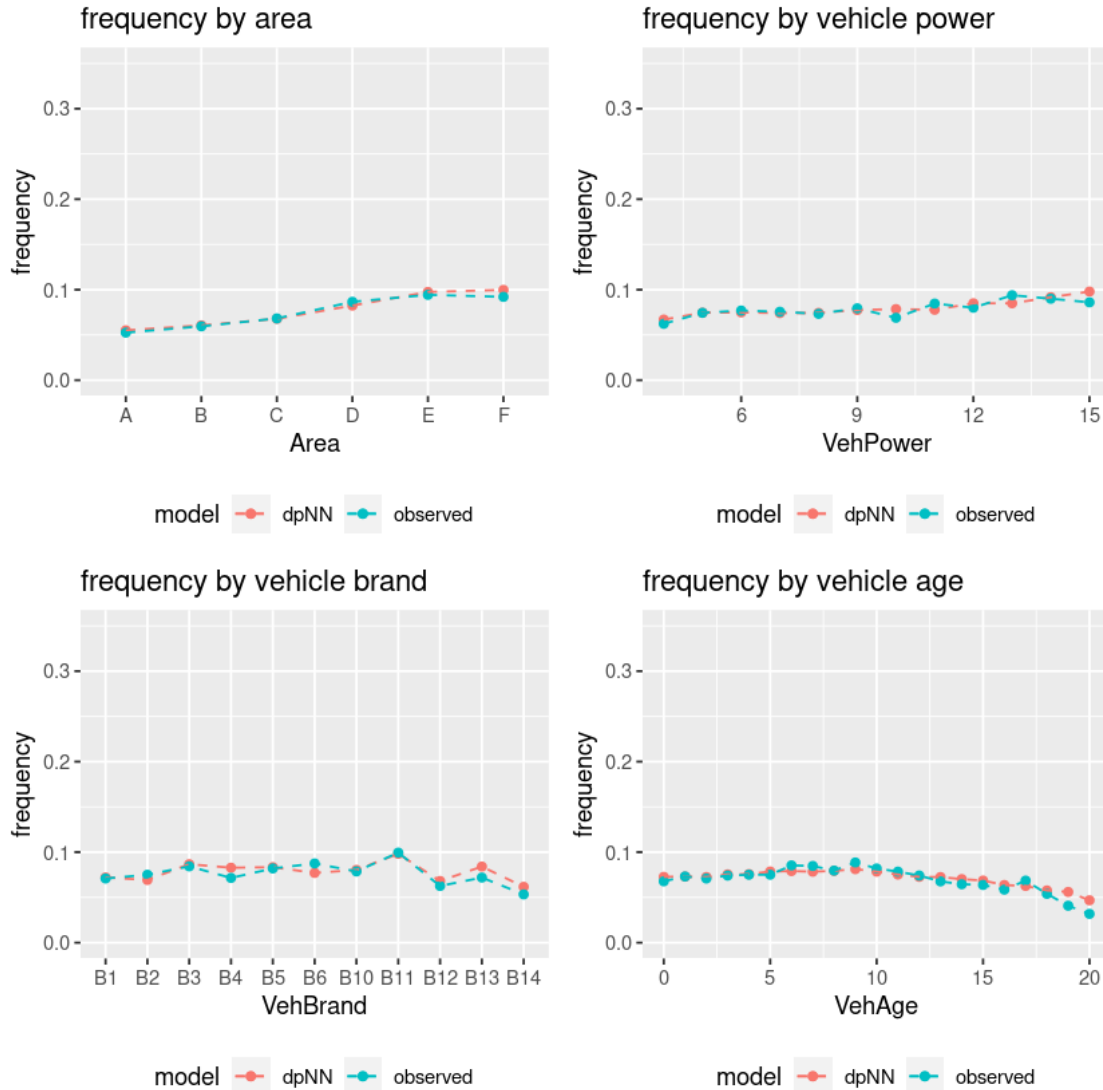 frequency by area
frequency
0.3
0.2
0.1
0.0
A B C D E F
Area
model dpNN observed
frequency by vehicle power
frequency
0.3
0.2
0.1
0.0
6 9 12 15
VehPower
model dpNN observed
frequency by vehicle brand
frequency
0.3
0.2
0.1
0.0
B1 B2 B3 B4 B5 B6 B10 B11 B12 B13 B14
VehBrand
model dpNN observed
frequency by vehicle age
frequency
0.3
0.2
0.1
0.0
0 5 10 15 20
VehAge
model dpNN observed